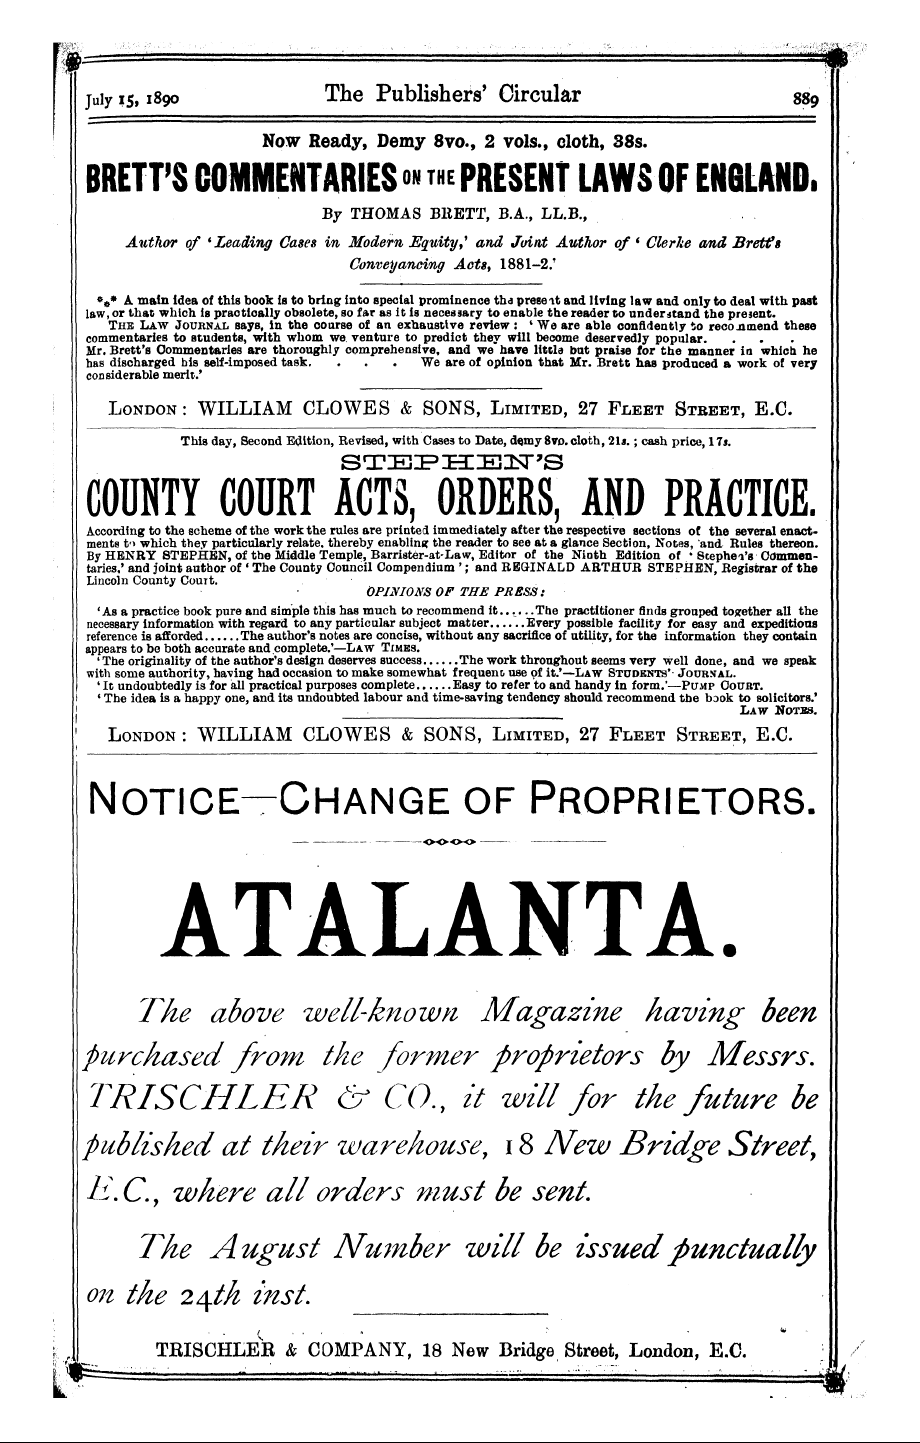 July 15, 1890 The Publishers' Circular 889
Now Ready, Demy 8vo., 2 vols., cloth, 38s.
BRETT'S COMMENTARIES ON THE PRESENT LAWS OF ENGLAND.
By THOMAS BRETT, B.A., LL.B.,
Author of 'Leading Cases in Modern Equity,' and Joint Author of 'Clerke and Brett's
Conveyancing Acts, 1881-2.'
*** A main idea of this book is to bring into special prominence the present and living law and only to deal with past
law, or that which is practically obsolete, so far as it is necessary to enable the reader to understand the present.
THE LAW JOURNAL says, in the course of an exhaustive review: 'We are able confidently to recommend these
commentaries to students, with whom we venture to predict they will become deservedly popular. . . .
Mr. Brett's Commentaries are thoroughly comprehensive, and we have little but praise for the manner in which he
has discharged his self-imposed task. . . . We are of opinion that Mr. Brett has produced a work of very
considerable merit.'
LONDON: WILLIAM CLOWES & SONS, LIMITED, 27 FLEET STREET, E.C.
This day, Second Edition, Revised, with Cases to Date, demy 8vo. cloth, 21s.; cash price, 17s.
STEPHEN'S
COUNTY COURT ACTS, ORDERS, AND PRACTICE.
According to the scheme of the work the rules are printed immediately after the respective sections of the several enact-
ments to which they particularly relate, thereby enabling the reader to see at a glance Section, Notes, and Rules thereon.
By HENRY STEPHEN, of the Middle Temple, Barrister-at-Law, Editor of the Ninth Edition of 'Stephen's Commen-
taries,' and joint author of 'The County Council Compendium'; and REGINALD ARTHUR STEPHEN, Registrar of the
Lincoln County Court.
OPINIONS OF THE PRESS:
'As a practice book pure and simple this has much to recommend it......The practitioner finds grouped together all the
necessary information with regard to any particular subject matter......Every possible facility for easy and expeditious
reference is afforded......The author's notes are concise, without any sacrifice of utility, for the information they contain
appears to be both accurate and complete.'—LAW TIMES.
'The originality of the author's design deserves success......The work throughout seems very well done, and we speak
with some authority, having had occasion to make somewhat frequent use of it.'—LAW STUDENTS' JOURNAL.
'It undoubtedly is for all practical purposes complete......Easy to refer to and handy in form.'—PUMP COURT.
'The idea is a happy one, and its undoubted labour and time-saving tendency should recommend the book to solicitors.'
LAW NOTES.
LONDON: WILLIAM CLOWES & SONS, LIMITED, 27 FLEET STREET, E.C.
NOTICE—CHANGE OF PROPRIETORS.
ATALANTA.
The above well-known Magazine having been
purchased from the former proprietors by Messrs.
TRISCHLER & CO., it will for the future be
published at their warehouse, 18 New Bridge Street,
E.C., where all orders must be sent.
The August Number will be issued punctually
on the 24th inst.
TRISCHLER & COMPANY, 18 New Bridge Street, London, E.C.